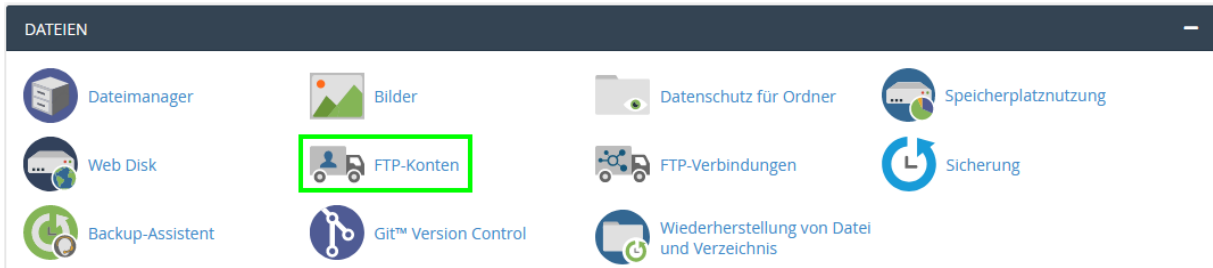 DATEIEN
Dateimanager
Bilder
Datenschutz für Ordner
Speicherplatznutzung
Web Disk
FTP-Konten
FTP-Verbindungen
Sicherung
Backup-Assistent
Git™ Version Control
Wiederherstellung von Datei
und Verzeichnis